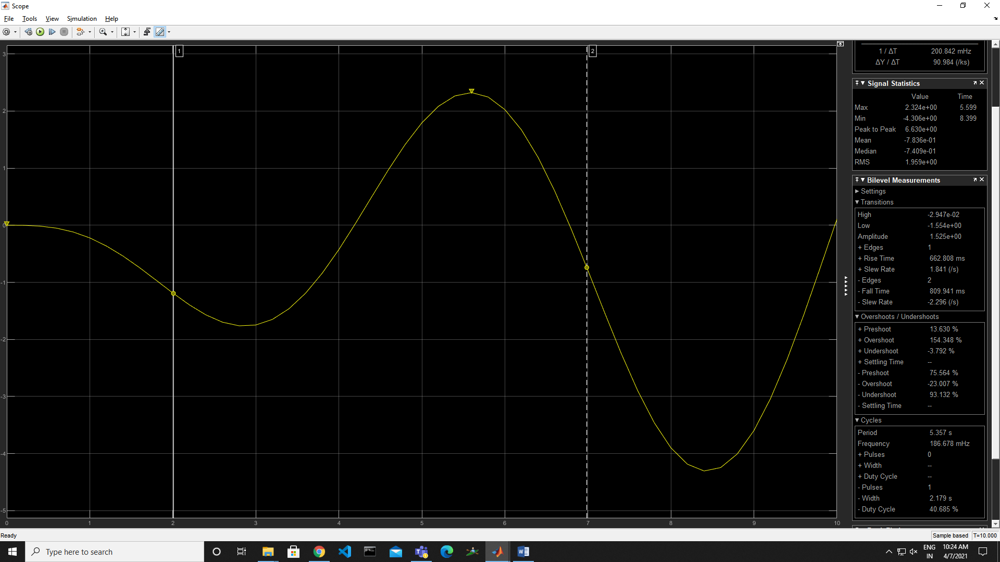 Scope
File Tools View Simulation Help
3
2
1
0
-1
-2
-3
-4
-5
1
2
0 1 2 3 4 5 6 7 8 9 10
1 / ΔT 200.842 mHz
ΔY / ΔT 90.984 (/ks)
Signal Statistics
Value Time
Max 2.324e+00 5.599
Min -4.306e+00 8.399
Peak to Peak 6.630e+00
Mean -7.836e-01
Median -7.409e-01
RMS 1.959e+00
Bilevel Measurements
Settings
Transitions
High -2.947e-02
Low -1.554e+00
Amplitude 1.525e+00
+ Edges 1
+ Rise Time 662.808 ms
+ Slew Rate 1.841 (/s)
- Edges 2
- Fall Time 809.941 ms
- Slew Rate -2.296 (/s)
Overshoots / Undershoots
+ Preshoot 13.630 %
+ Overshoot 154.348 %
+ Undershoot -3.792 %
+ Settling Time --
- Preshoot 75.564 %
- Overshoot -23.007 %
- Undershoot 93.132 %
- Settling Time --
Cycles
Period 5.357 s
Frequency 186.678 mHz
+ Pulses 0
+ Width --
+ Duty Cycle --
- Pulses 1
- Width 2.179 s
- Duty Cycle 40.685 %
Ready
Sample based T=10.000
Type here to search
ENG
IN
10:24 AM
4/7/2021